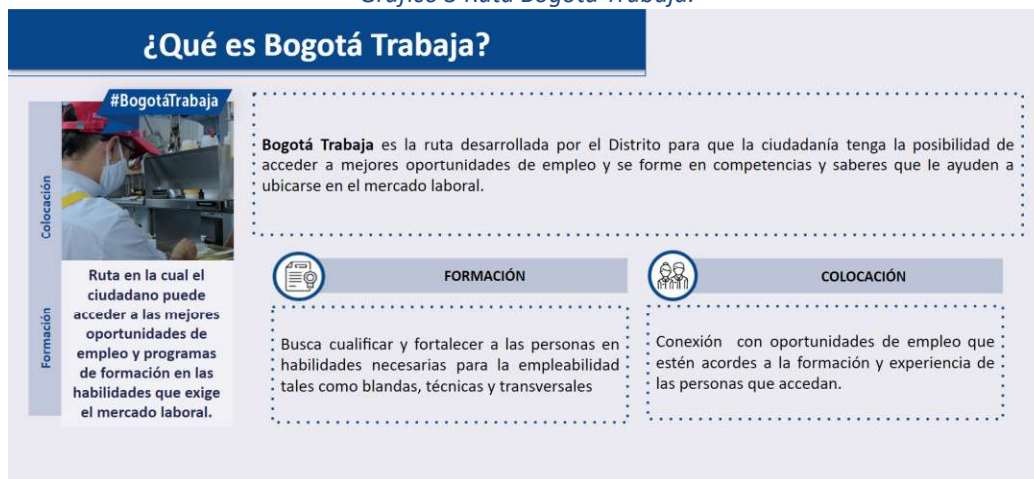 Gráfico 3 Ruta Bogotá Trabaja.
¿Qué es Bogotá Trabaja?
#BogotáTrabaja
Colocación
Formación
Ruta en la cual el
ciudadano puede
acceder a las mejores
oportunidades de
empleo y programas
de formación en las
habilidades que exige
el mercado laboral.
Bogotá Trabaja es la ruta desarrollada por el Distrito para que la ciudadanía tenga la posibilidad de
acceder a mejores oportunidades de empleo y se forme en competencias y saberes que le ayuden a
ubicarse en el mercado laboral.
FORMACIÓN
Busca cualificar y fortalecer a las personas en
habilidades necesarias para la empleabilidad
tales como blandas, técnicas y transversales
COLOCACIÓN
Conexión con oportunidades de empleo que
estén acordes a la formación y experiencia de
las personas que accedan.